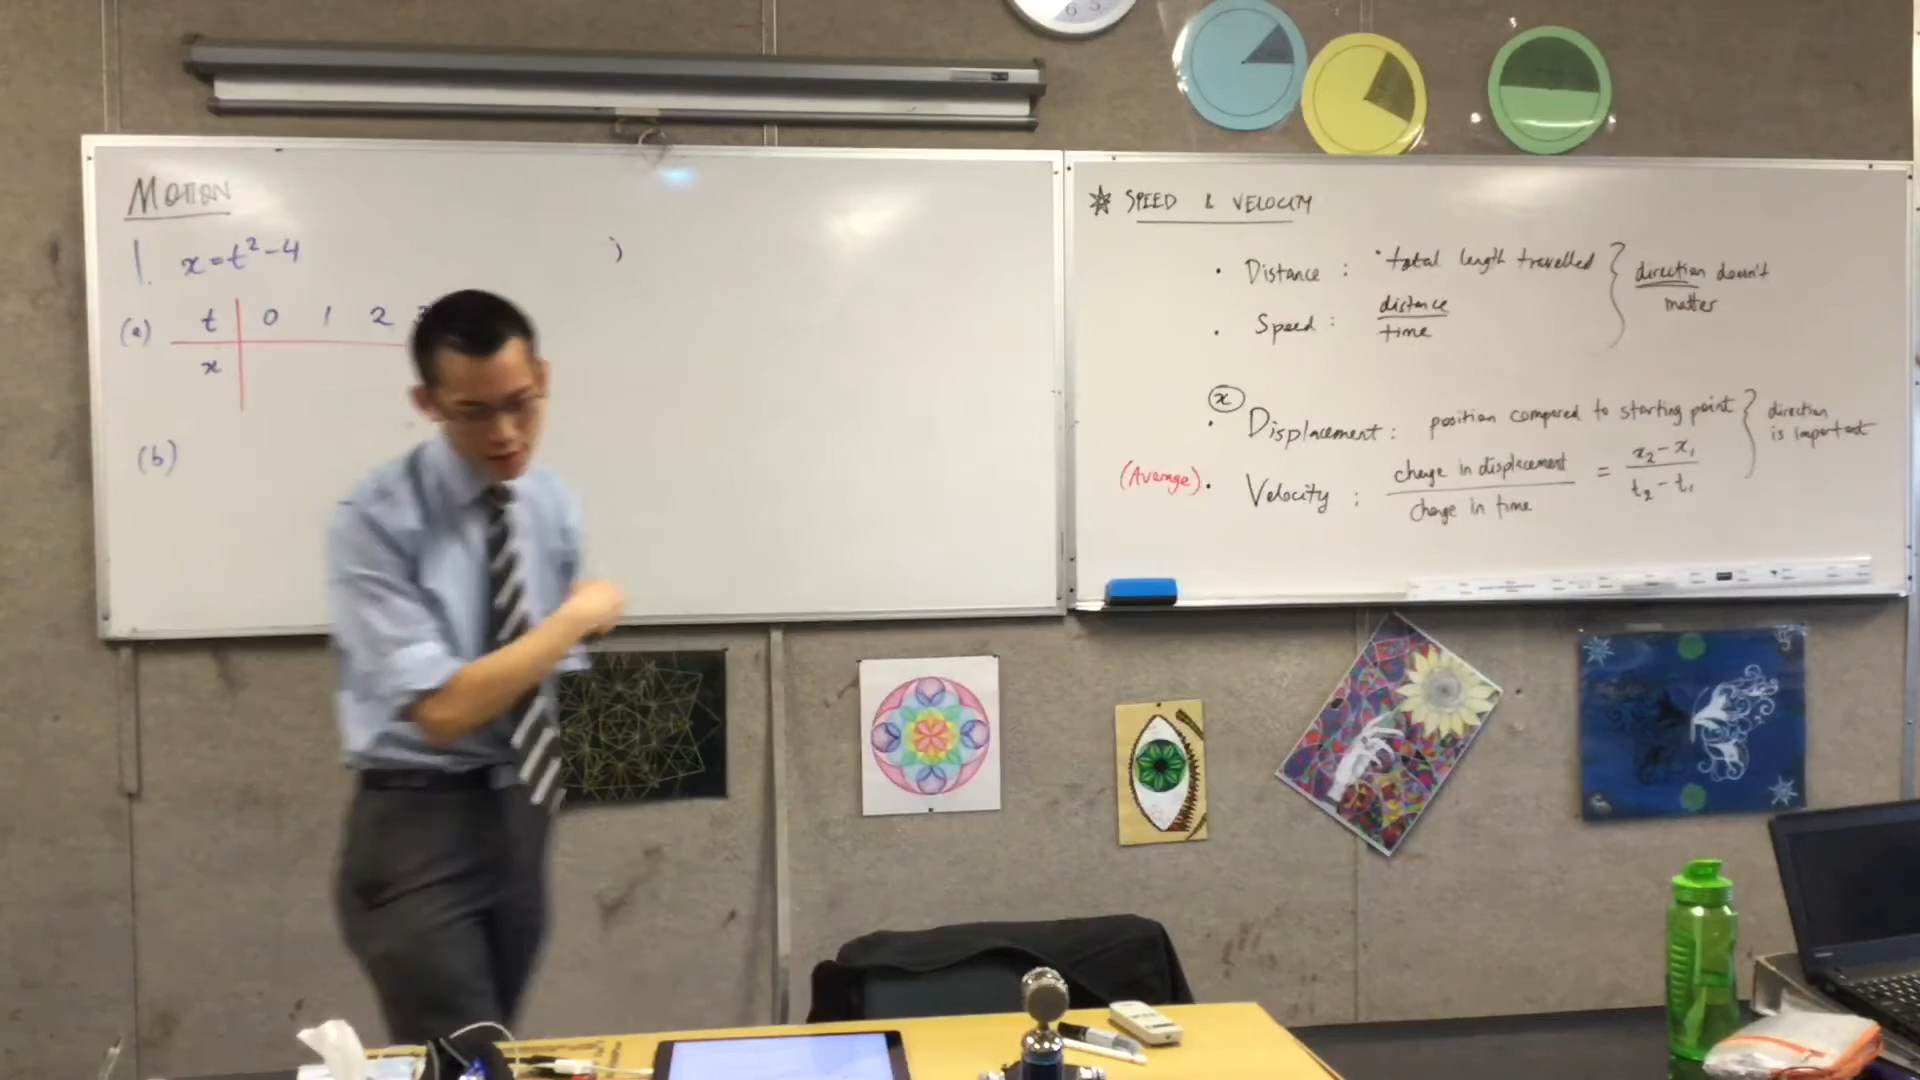 MOTION
1. x=t²-4
(a) t 0 1 2
x
(b)
)
SPEED & VELOCITY
• Distance : total length travelled
direction doesn't matter
• Speed : distance / time
x
• Displacement : position compared to starting point
direction is important
(Average) • Velocity : change in displacement / change in time = x₂-x₁ / t₂-t₁
6 5